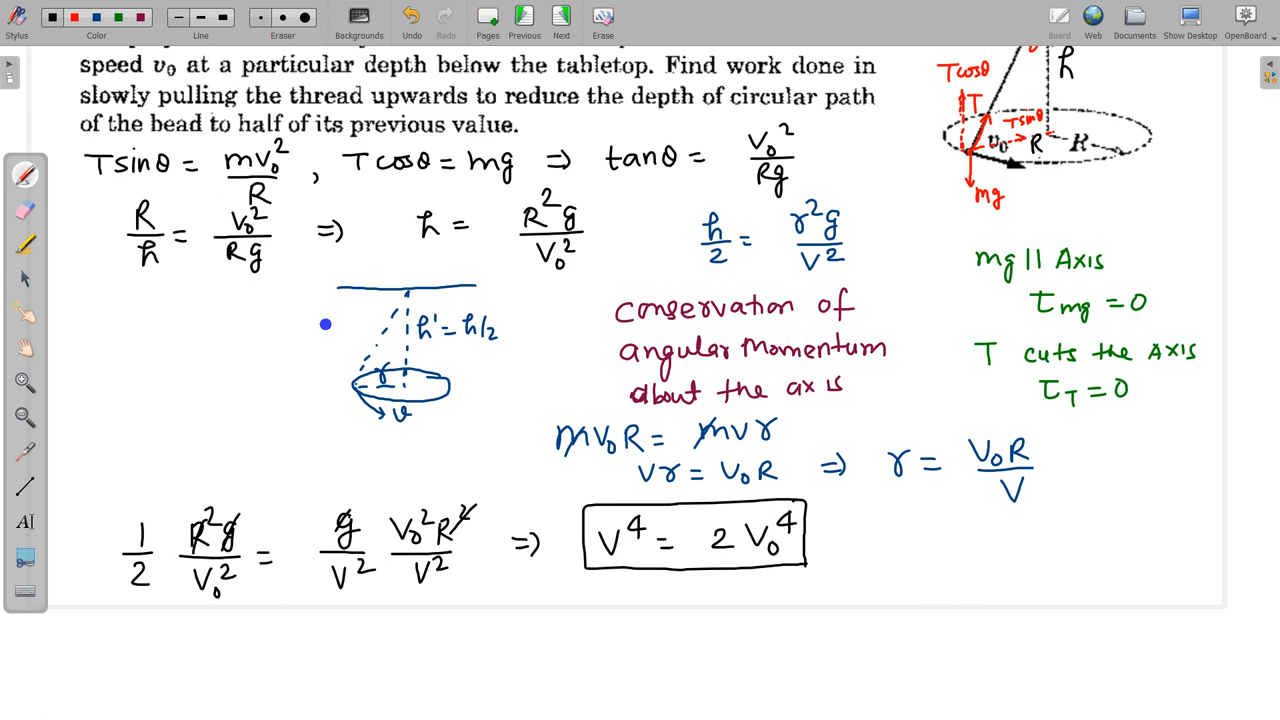 Stylus Color Line Eraser Backgrounds Undo Redo Pages Previous Next Erase Board Web Documents Show Desktop OpenBoard
speed v₀ at a particular depth below the tabletop. Find work done in
slowly pulling the thread upwards to reduce the depth of circular path
of the bead to half of its previous value.
Tcosθ
T
Tsinθ
v₀
R
R
h
mg
Tsinθ = mv₀²/R , Tcosθ = mg ⇒ tanθ = v₀²/Rg
R/h = v₀²/Rg ⇒ h = R²g/V₀²
h/2 = r²g/V²
h' = h/2
r
v
conservation of
angular momentum
about the axis
mg || Axis
τmg = 0
T cuts the Axis
τT = 0
mv₀R = mvr
vr = v₀R ⇒ r = V₀R/V
1/2 R²g/V₀² = g/V² V₀²R²/V² ⇒ V⁴ = 2 V₀⁴